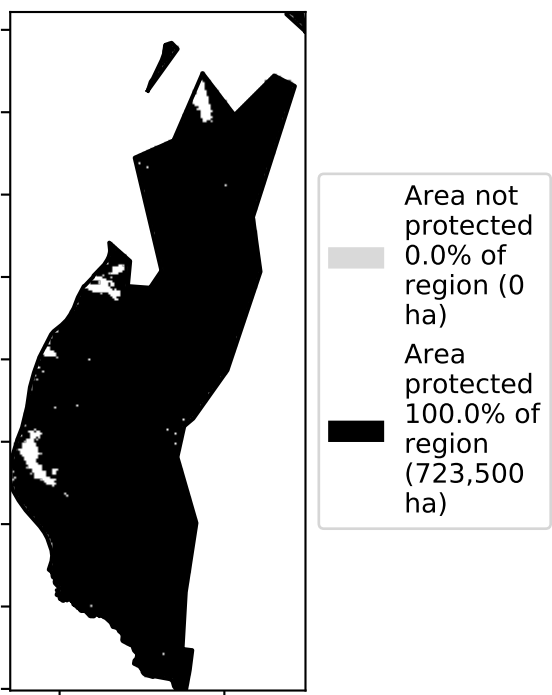 Area not
protected
0.0% of
region (0
ha)
Area
protected
100.0% of
region
(723,500
ha)